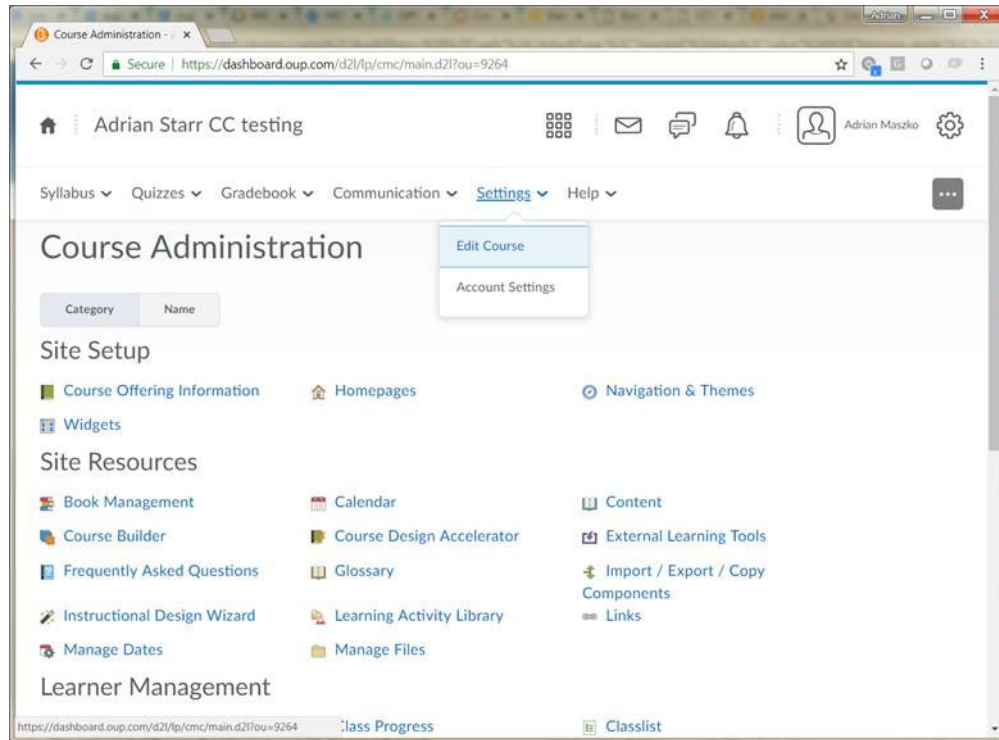 Adrian
Course Administration -
Secure | https://dashboard.oup.com/d2l/lp/cmc/main.d2l?ou=9264
Adrian Starr CC testing
Adrian Maszko
Syllabus Quizzes Gradebook Communication Settings Help
Course Administration
Edit Course
Account Settings
Category Name
Site Setup
Course Offering Information Homepages Navigation & Themes
Widgets
Site Resources
Book Management Calendar Content
Course Builder Course Design Accelerator External Learning Tools
Frequently Asked Questions Glossary Import / Export / Copy
Components
Instructional Design Wizard Learning Activity Library Links
Manage Dates Manage Files
Learner Management
https://dashboard.oup.com/d2l/lp/cmc/main.d2l?ou=9264 Class Progress Classlist